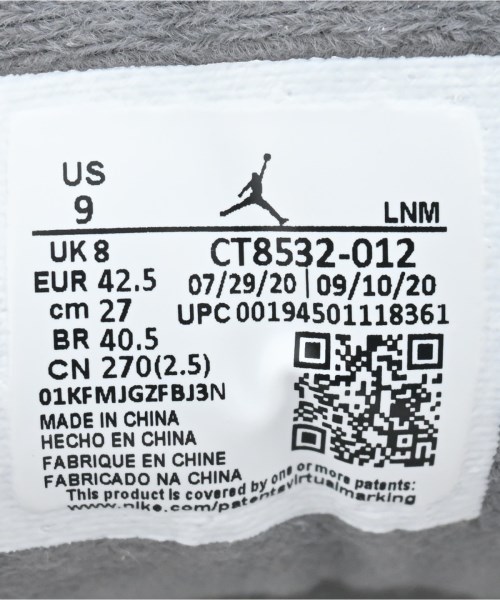 US
9
LNM
UK 8
CT8532-012
EUR 42.5
07/29/20 | 09/10/20
cm 27
UPC 00194501118361
BR 40.5
CN 270(2.5)
01KFMJGZFBJ3N
MADE IN CHINA
HECHO EN CHINA
FABRIQUE EN CHINE
FABRICADO NA CHINA
This product is covered by one or more patents:
www.nike.com/patentsvirtualmarking